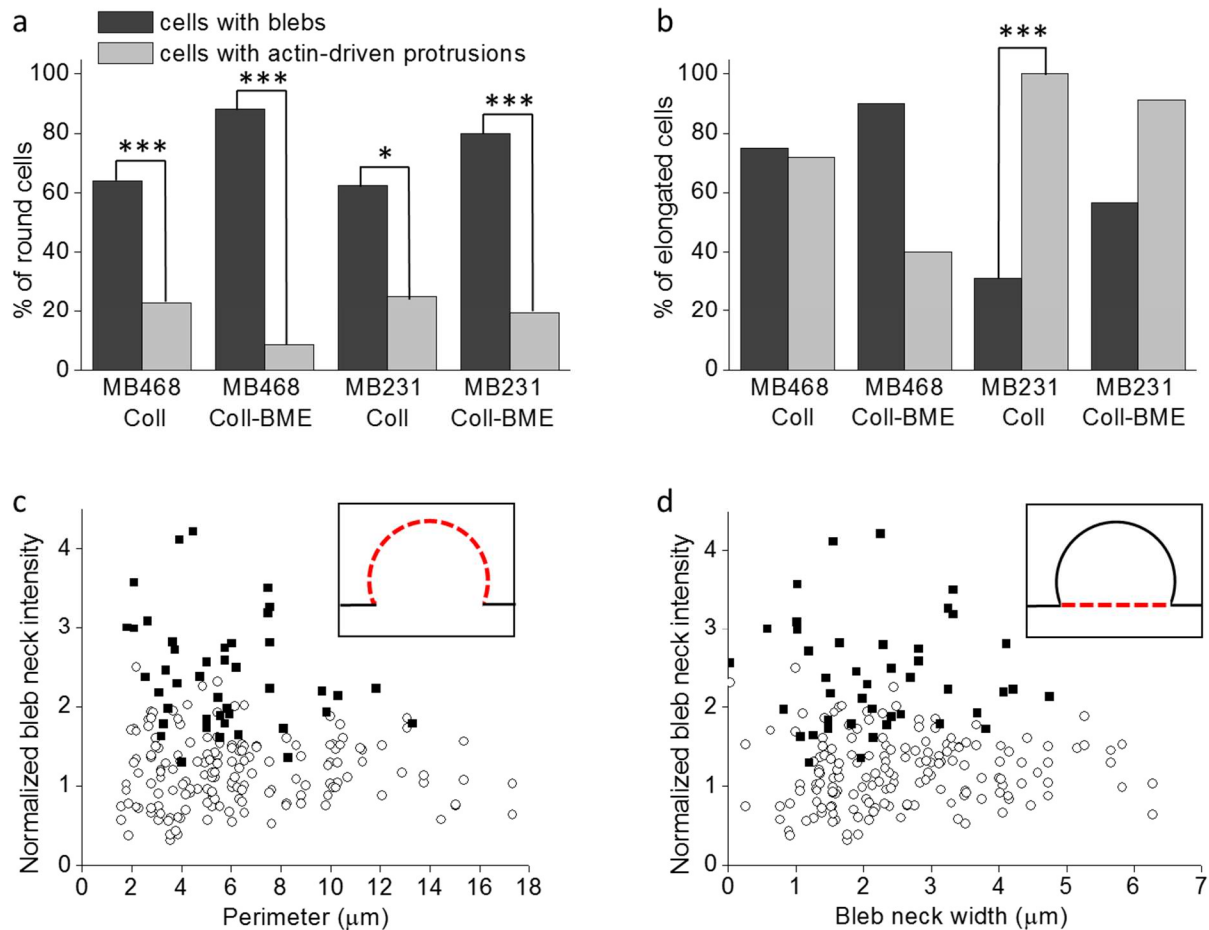 a
cells with blebs
cells with actin-driven protrusions
% of round cells
100
80
60
40
20
0
***
***
*
***
MB468 Coll
MB468 Coll-BME
MB231 Coll
MB231 Coll-BME
b
% of elongated cells
100
80
60
40
20
0
***
MB468 Coll
MB468 Coll-BME
MB231 Coll
MB231 Coll-BME
c
Normalized bleb neck intensity
4
3
2
1
0
0 2 4 6 8 10 12 14 16 18
Perimeter (μm)
d
Normalized bleb neck intensity
4
3
2
1
0
0 1 2 3 4 5 6 7
Bleb neck width (μm)